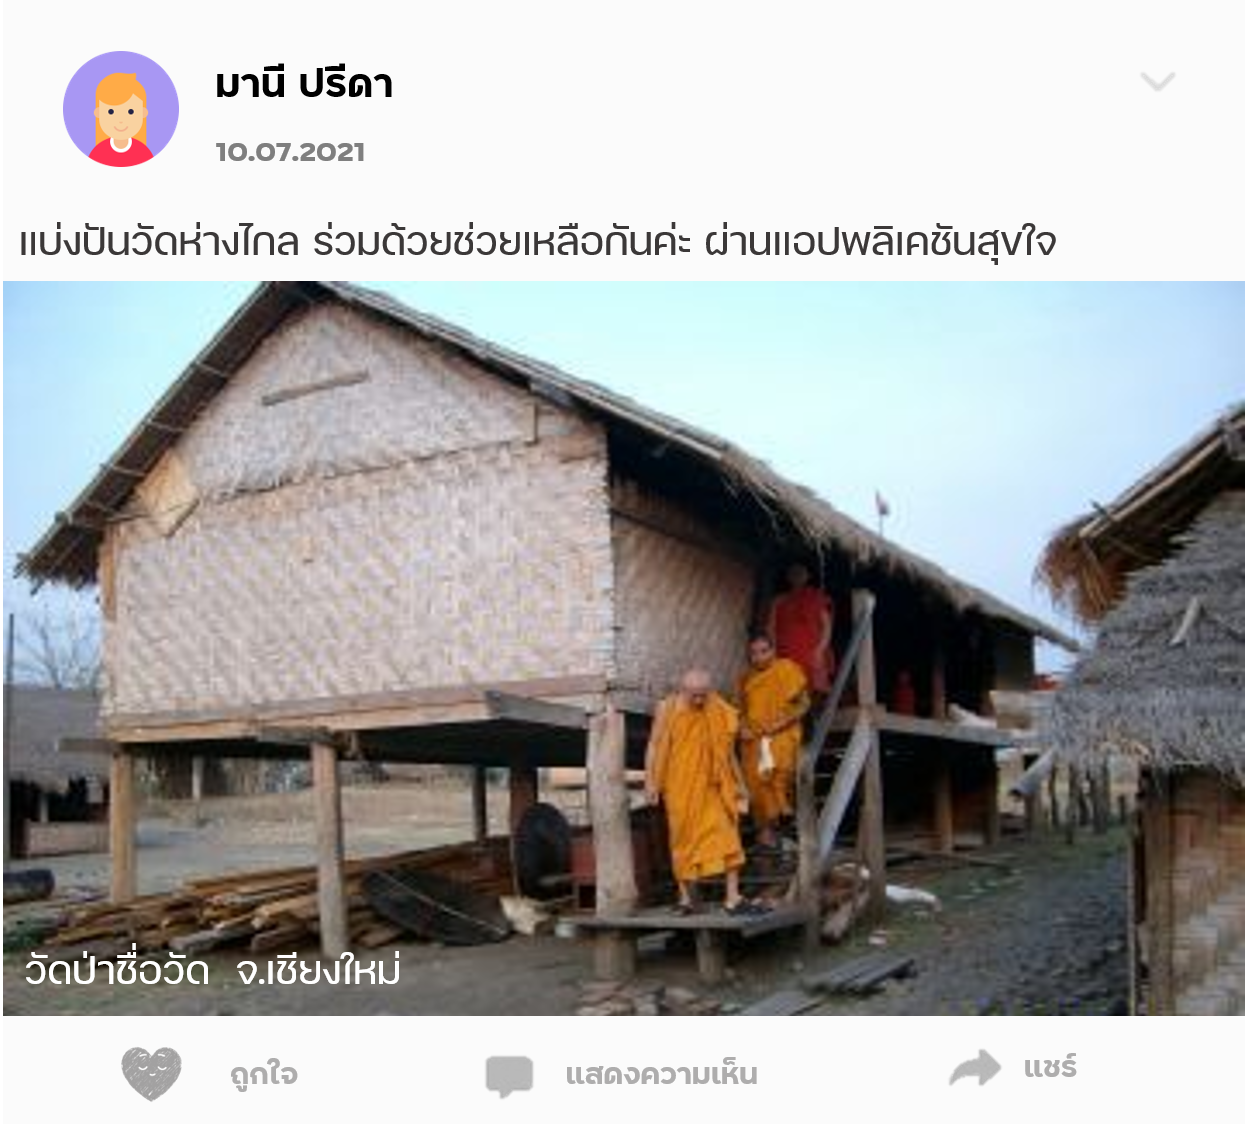 มานี ปรีดา
10.07.2021
แบ่งปันวัดห่างไกล ร่วมด้วยช่วยเหลือกันค่ะ ผ่านแอปพลิเคชันสุขใจ
วัดป่าชื่อวัด จ.เชียงใหม่
ถูกใจ
แสดงความเห็น
แชร์